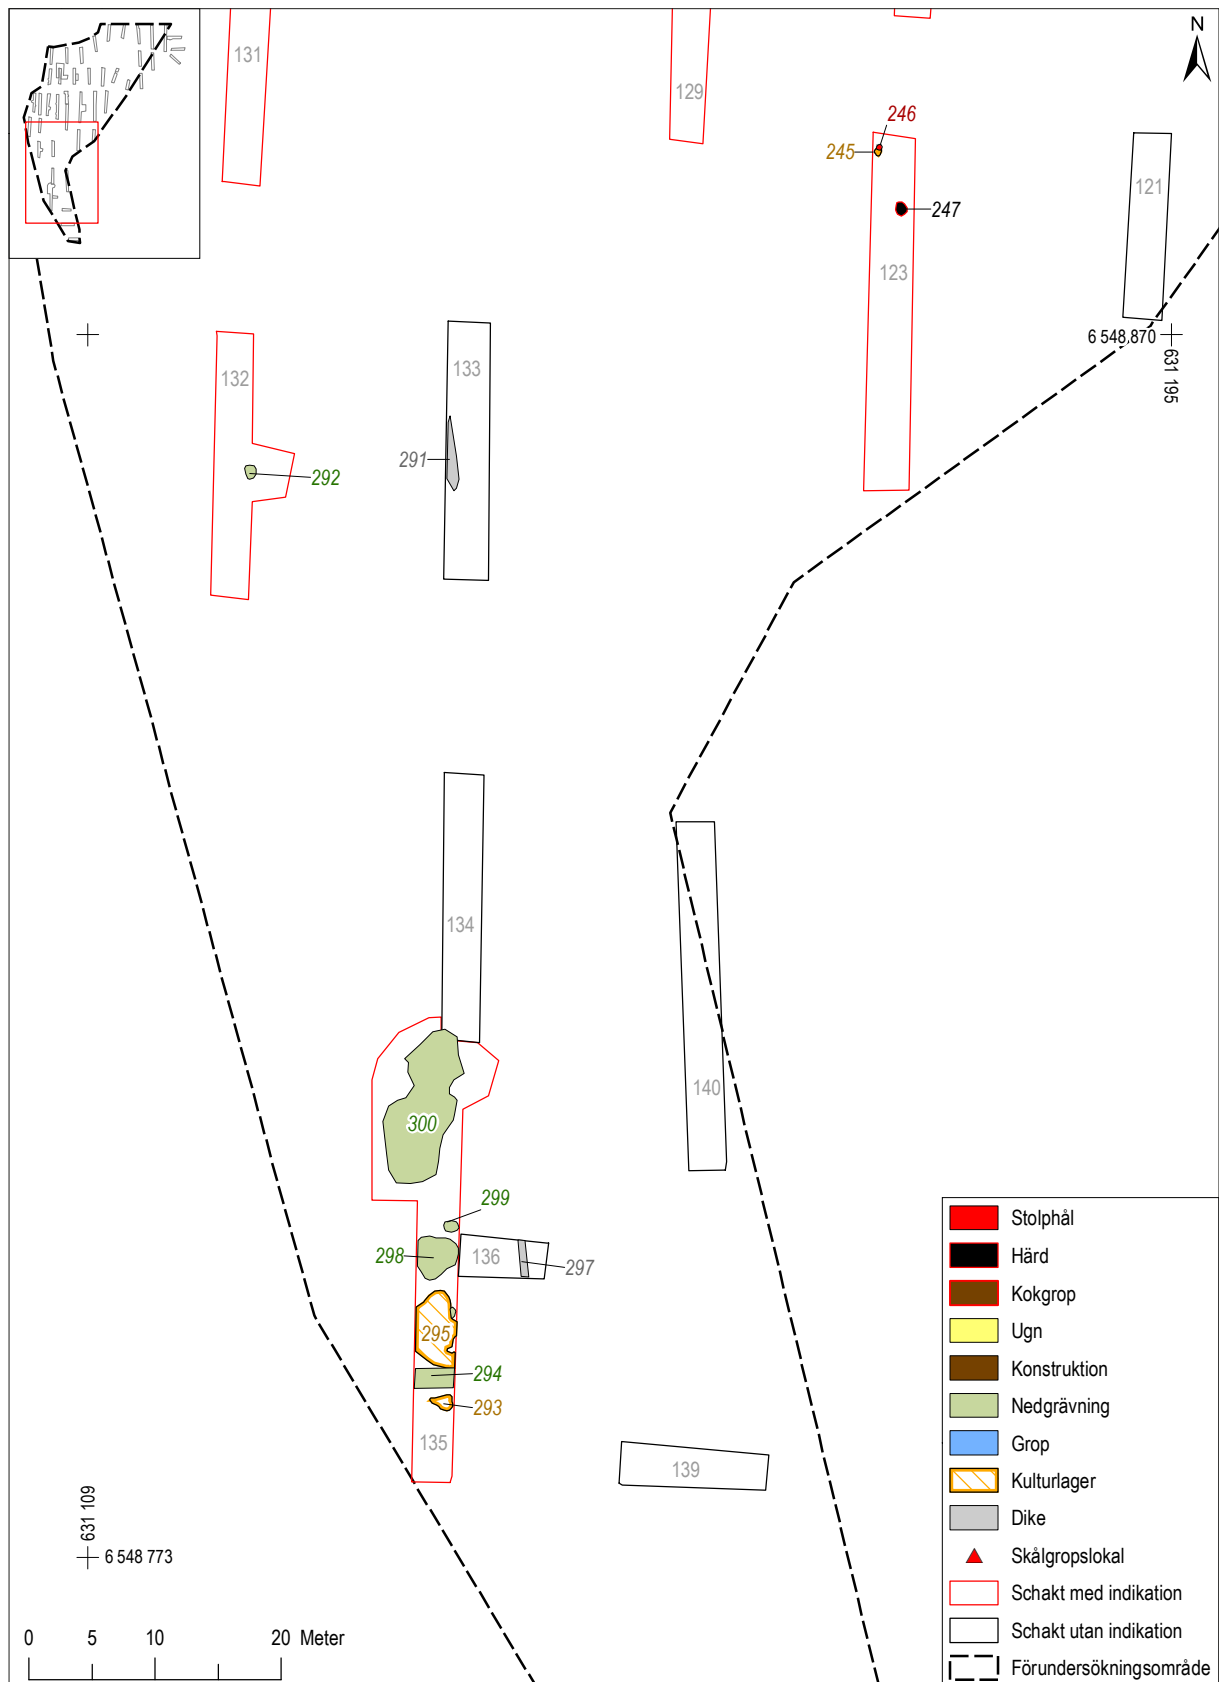 N
131
129
246
245
121
247
123
6 548,870
631 195
132
133
291
292
134
140
300
299
298
136
297
295
294
293
135
139
631 109
6 548 773
0 5 10 20 Meter
Stolphål
Härd
Kokgrop
Ugn
Konstruktion
Nedgrävning
Grop
Kulturlager
Dike
Skålgropslokal
Schakt med indikation
Schakt utan indikation
Förundersökningsområde